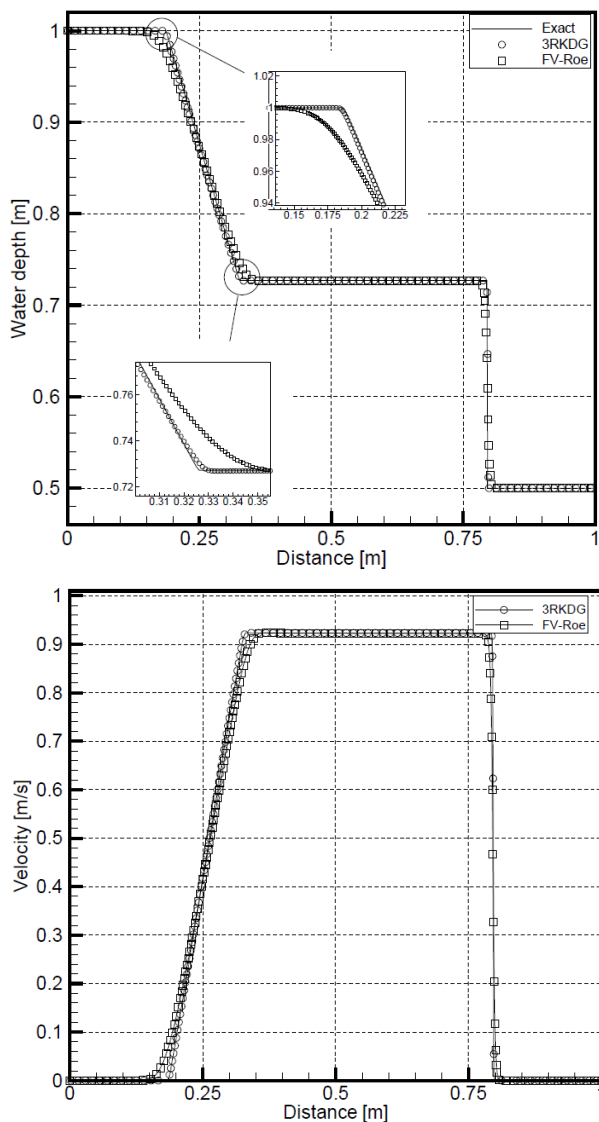 Exact
3RKDG
FV-Roe
1
0.9
0.8
0.7
0.6
0.5
Water depth [m]
1.02
1
0.98
0.96
0.94
0.15 0.175 0.2 0.225
0.76
0.74
0.72
0.31 0.32 0.33 0.34 0.35
0 0.25 0.5 0.75 1
Distance [m]
3RKDG
FV-Roe
1
0.9
0.8
0.7
0.6
0.5
0.4
0.3
0.2
0.1
0
Velocity [m/s]
0 0.25 0.5 0.75
Distance [m]